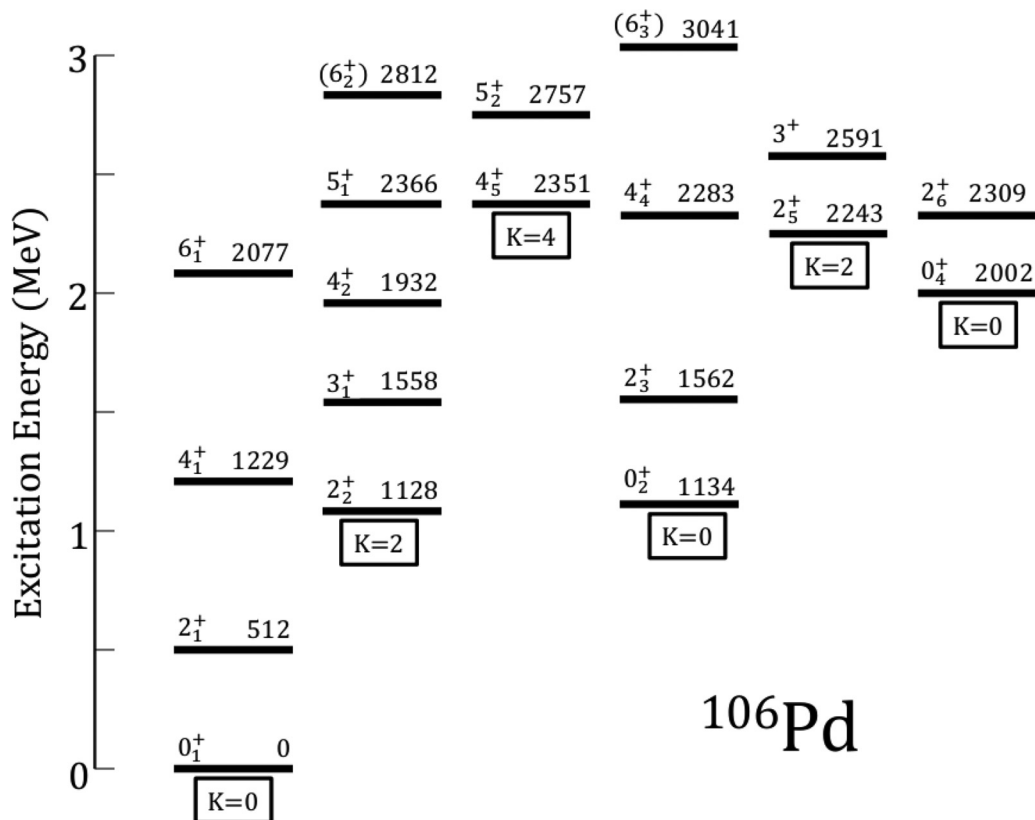 (6₃⁺) 3041
3
(6₂⁺) 2812
5₂⁺ 2757
3⁺ 2591
5₁⁺ 2366
4₅⁺ 2351
4₄⁺ 2283
2₅⁺ 2243
2₆⁺ 2309
K=4
K=2
6₁⁺ 2077
4₂⁺ 1932
0₄⁺ 2002
2
K=0
3₁⁺ 1558
2₃⁺ 1562
4₁⁺ 1229
2₂⁺ 1128
0₂⁺ 1134
1
K=2
K=0
2₁⁺ 512
0₁⁺ 0
0
K=0
Excitation Energy (MeV)
¹⁰⁶Pd